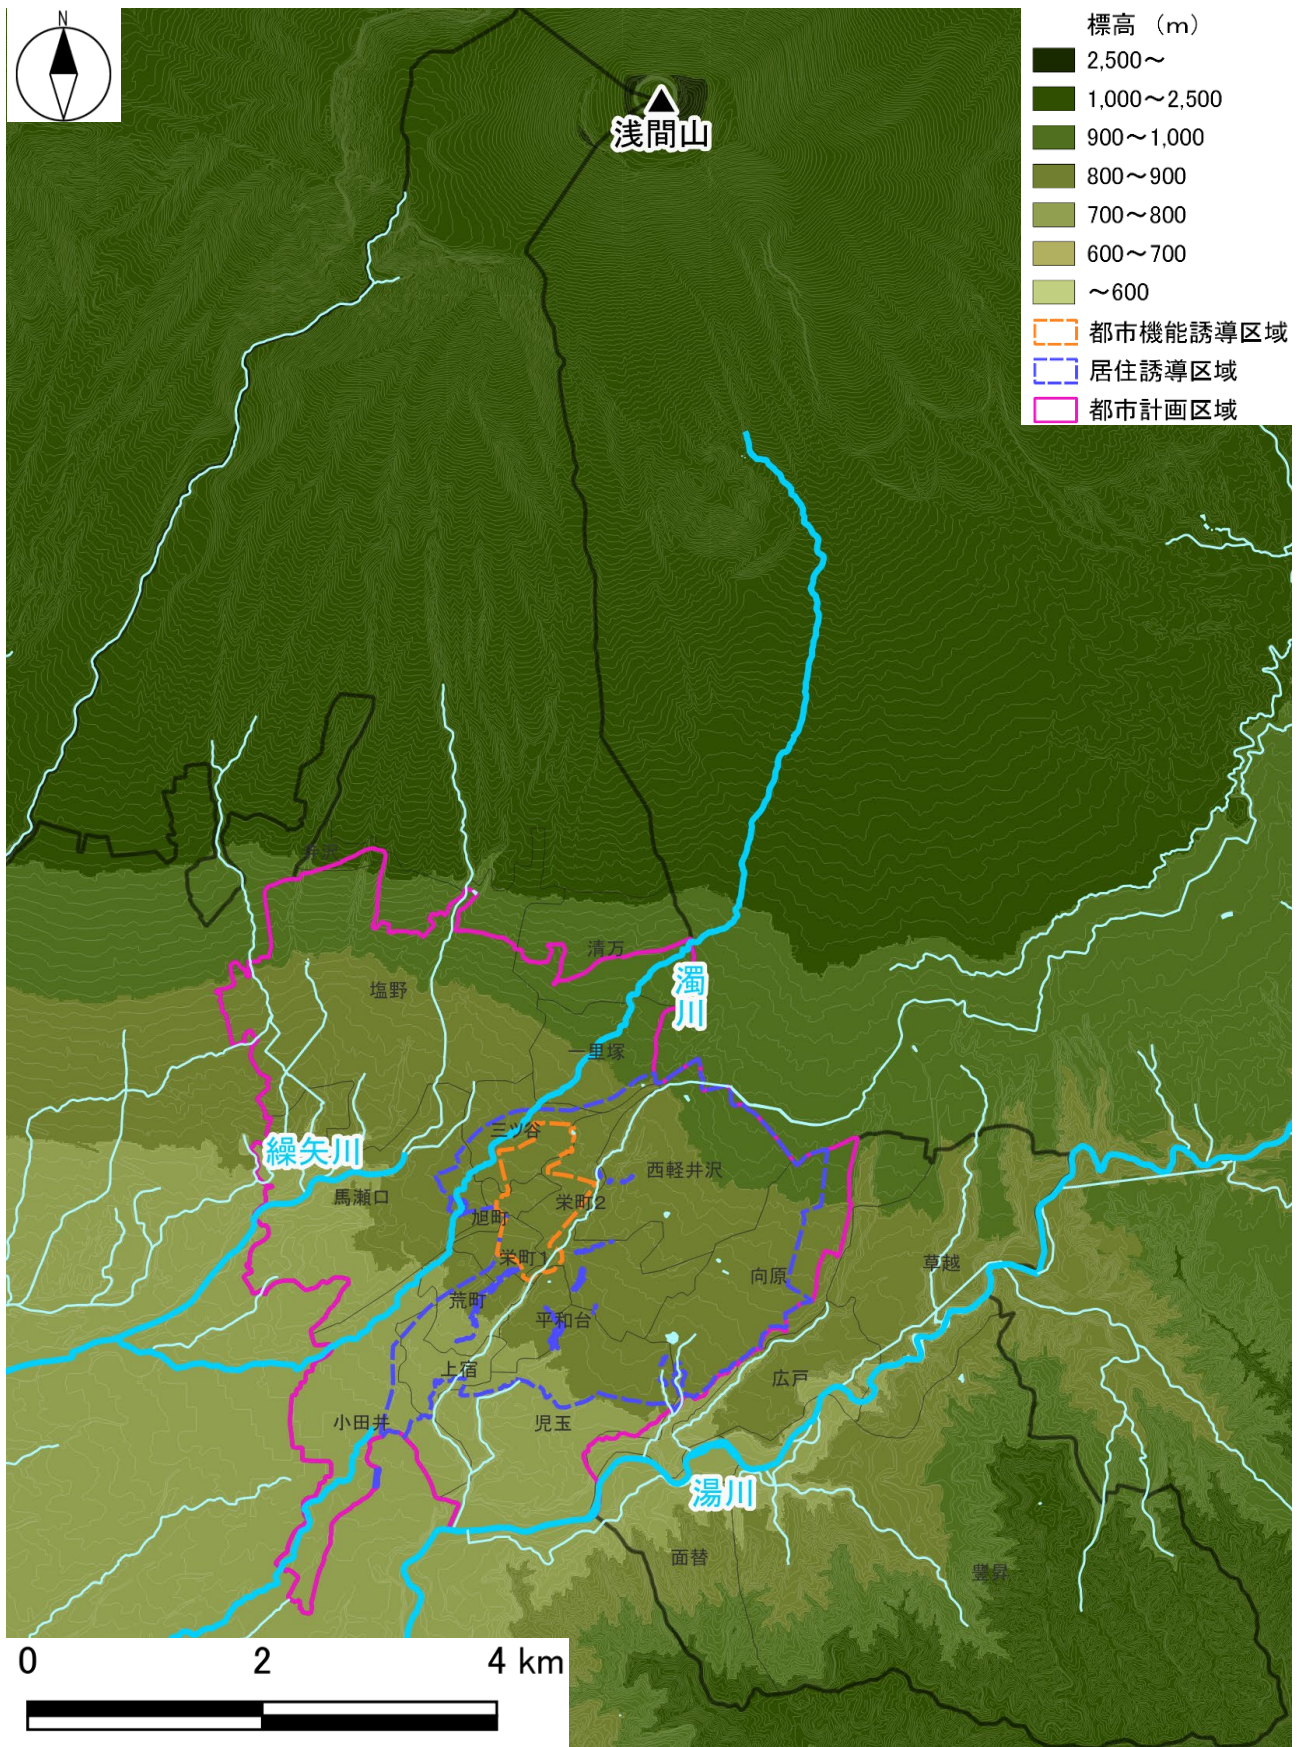 N
標高 （m）
2,500～
1,000～2,500
900～1,000
800～900
700～800
600～700
～600
都市機能誘導区域
居住誘導区域
都市計画区域
浅間山
清万
濁川
塩野
一里塚
三ツ谷
繰矢川
西軽井沢
馬瀬口
栄町2
旭町
栄町1
草越
向原
荒町
平和台
上宿
広戸
小田井
児玉
湯川
面替
豊昇
0 2 4 km